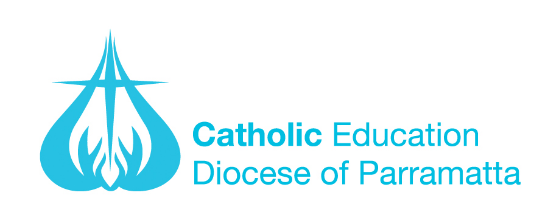 Catholic Education
Diocese of Parramatta